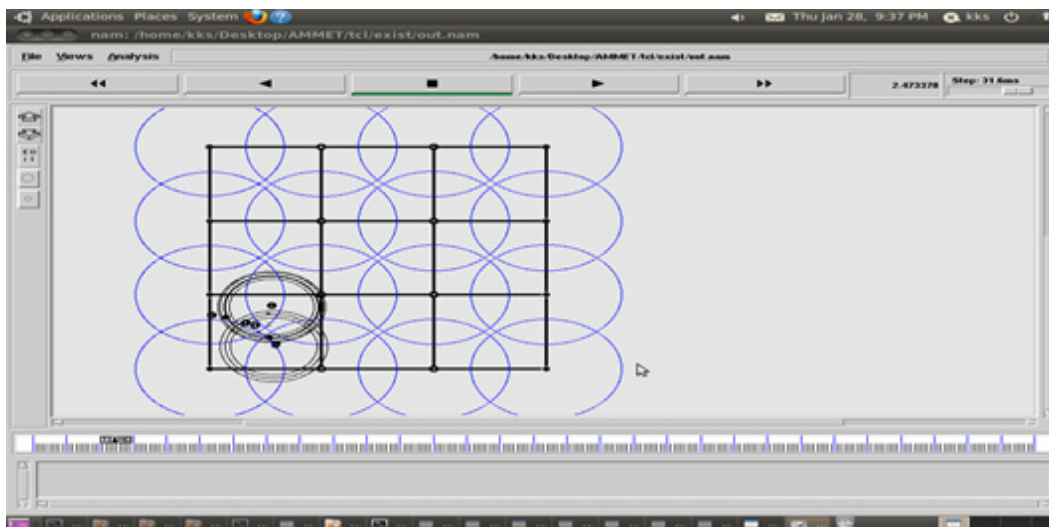 Applications Places System Thu Jan 28, 9:37 PM kks
nam: /home/kks/Desktop/AMMET/tcl/exist/out.nam
File Views Analysis /home/kks/Desktop/AMMET/tcl/exist/out.nam
2.473378 Step: 31.6ms